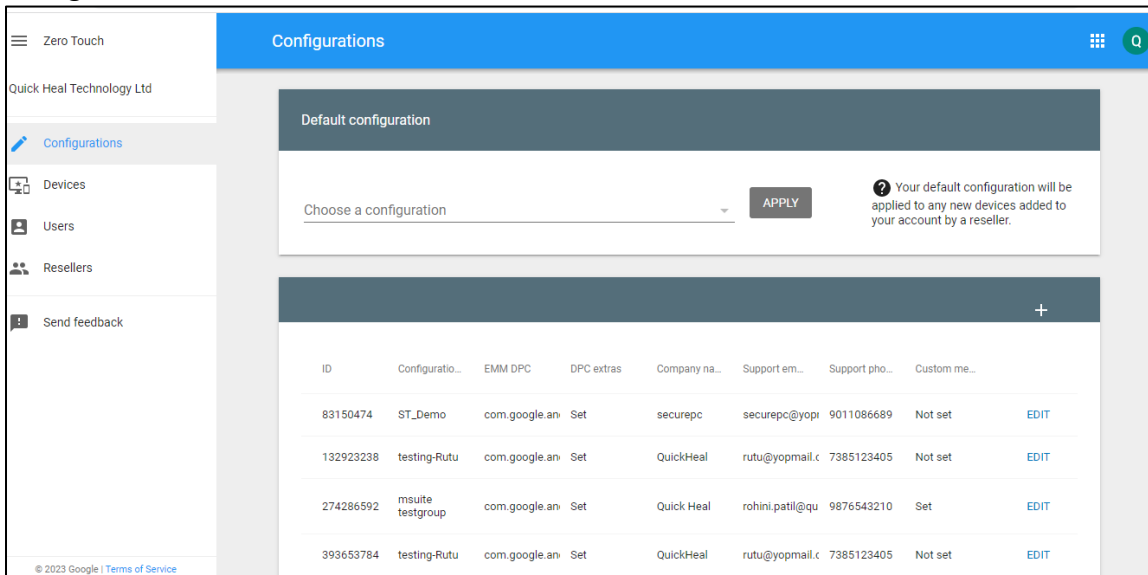 Zero Touch
Configurations
Q
Quick Heal Technology Ltd
Configurations
Devices
Users
Resellers
Send feedback
© 2023 Google | Terms of Service
Default configuration
Choose a configuration
APPLY
? Your default configuration will be
applied to any new devices added to
your account by a reseller.
+
ID Configuratio... EMM DPC DPC extras Company na... Support em... Support pho... Custom me...
83150474 ST_Demo com.google.an Set securepc securepc@yop 9011086689 Not set EDIT
132923238 testing-Rutu com.google.an Set QuickHeal rutu@yopmail.c 7385123405 Not set EDIT
274286592 msuite testgroup com.google.an Set Quick Heal rohini.patil@qu 9876543210 Set EDIT
393653784 testing-Rutu com.google.an Set QuickHeal rutu@yopmail.c 7385123405 Not set EDIT